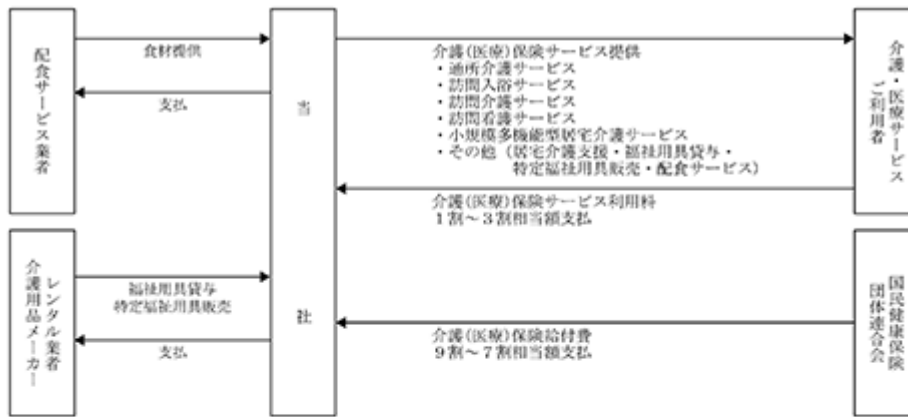 配食サービス業者
食材提供
支払
当社
介護(医療)保険サービス提供
・通所介護サービス
・訪問入浴サービス
・訪問介護サービス
・訪問看護サービス
・小規模多機能型居宅介護サービス
・その他（居宅介護支援・福祉用具貸与・
特定福祉用具販売・配食サービス）
介護(医療)保険サービス利用料
1割～3割相当額支払
介護・医療サービス
ご利用者
レンタル業者
介護用品メーカー
福祉用具貸与
特定福祉用具販売
支払
介護(医療)保険給付費
9割～7割相当額支払
国民健康保険
団体連合会